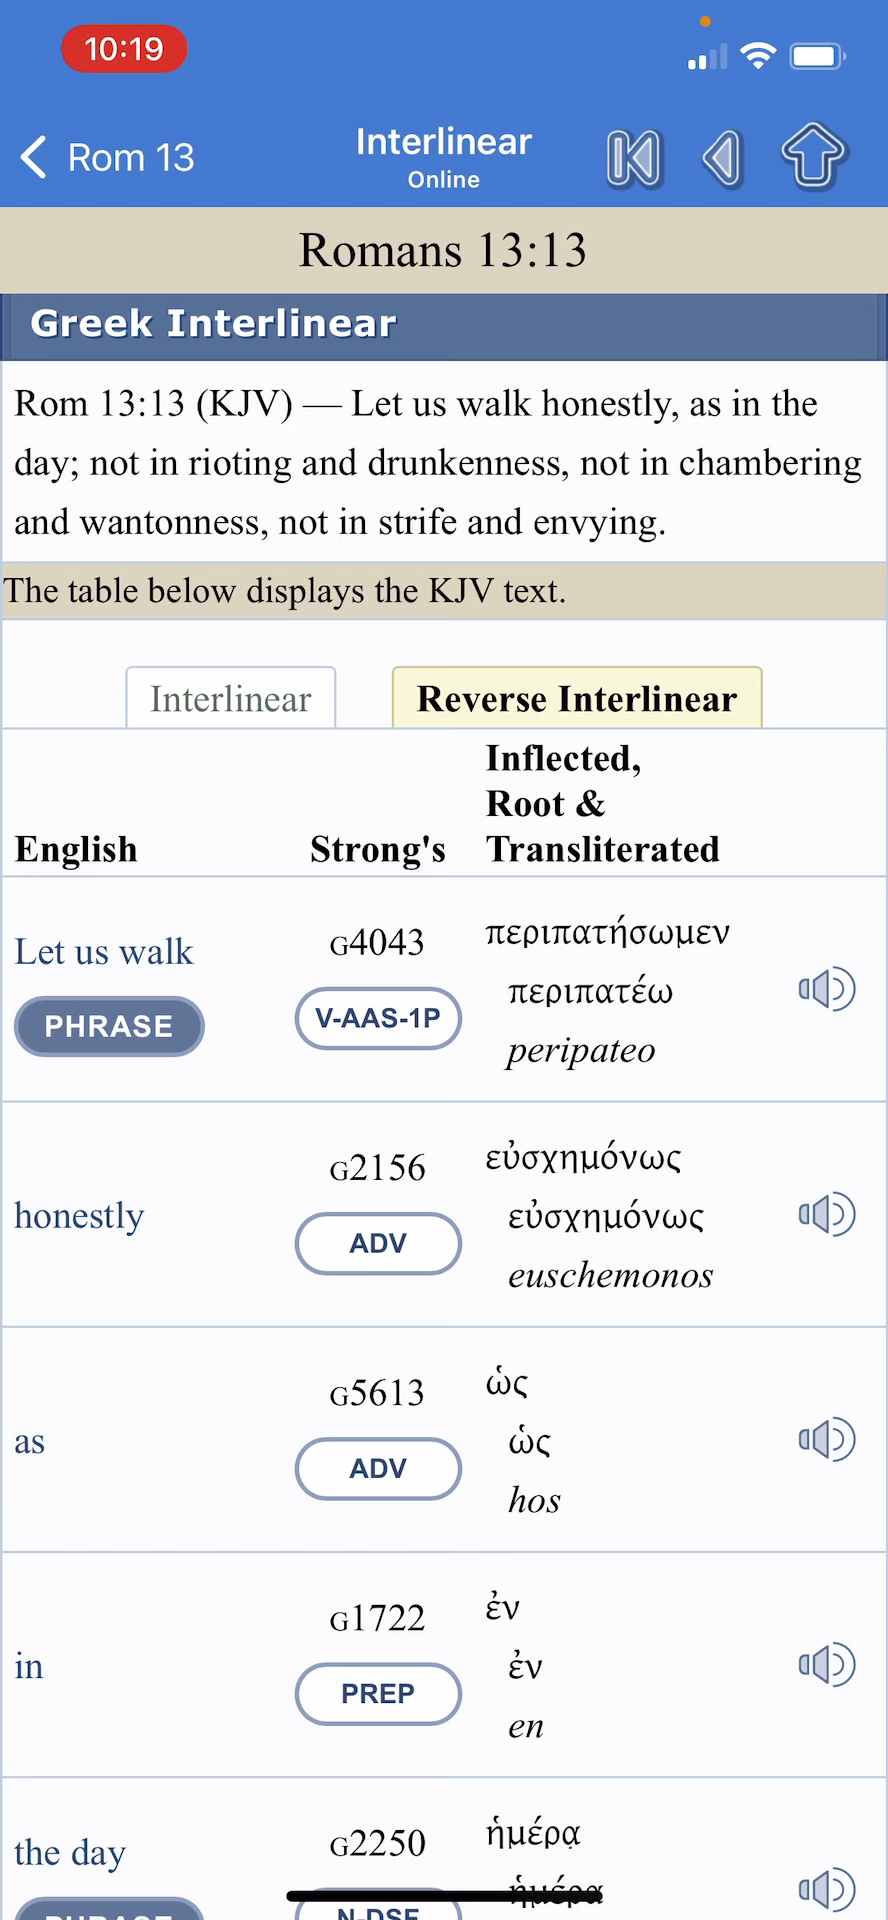 10:19
Rom 13
Interlinear
Online
Romans 13:13
Greek Interlinear
Rom 13:13 (KJV) — Let us walk honestly, as in the
day; not in rioting and drunkenness, not in chambering
and wantonness, not in strife and envying.
The table below displays the KJV text.
Interlinear
Reverse Interlinear
Inflected,
Root &
English Strong's Transliterated
Let us walk
PHRASE
G4043
V-AAS-1P
περιπατήσωμεν
περιπατέω
peripateo
honestly
G2156
ADV
εὐσχημόνως
εὐσχημόνως
euschemonos
as
G5613
ADV
ὡς
ὡς
hos
in
G1722
PREP
ἐν
ἐν
en
the day
PHRASE
G2250
N-DSF
ἡμέρᾳ
ἡμέρα